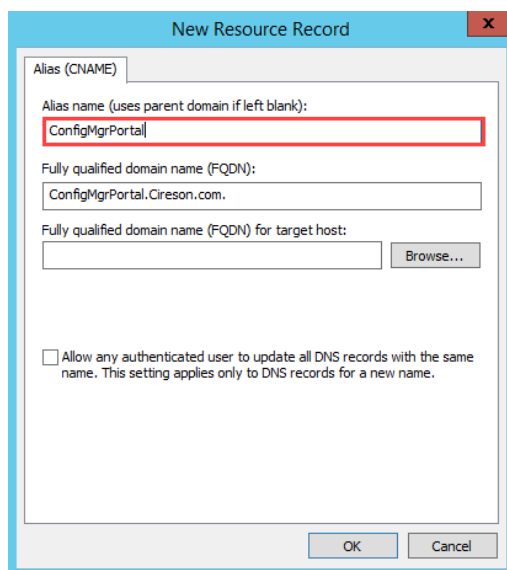 New Resource Record
x
Alias (CNAME)
Alias name (uses parent domain if left blank):
ConfigMgrPortal
Fully qualified domain name (FQDN):
ConfigMgrPortal.Cireson.com.
Fully qualified domain name (FQDN) for target host:
Browse...
Allow any authenticated user to update all DNS records with the same
name. This setting applies only to DNS records for a new name.
OK Cancel